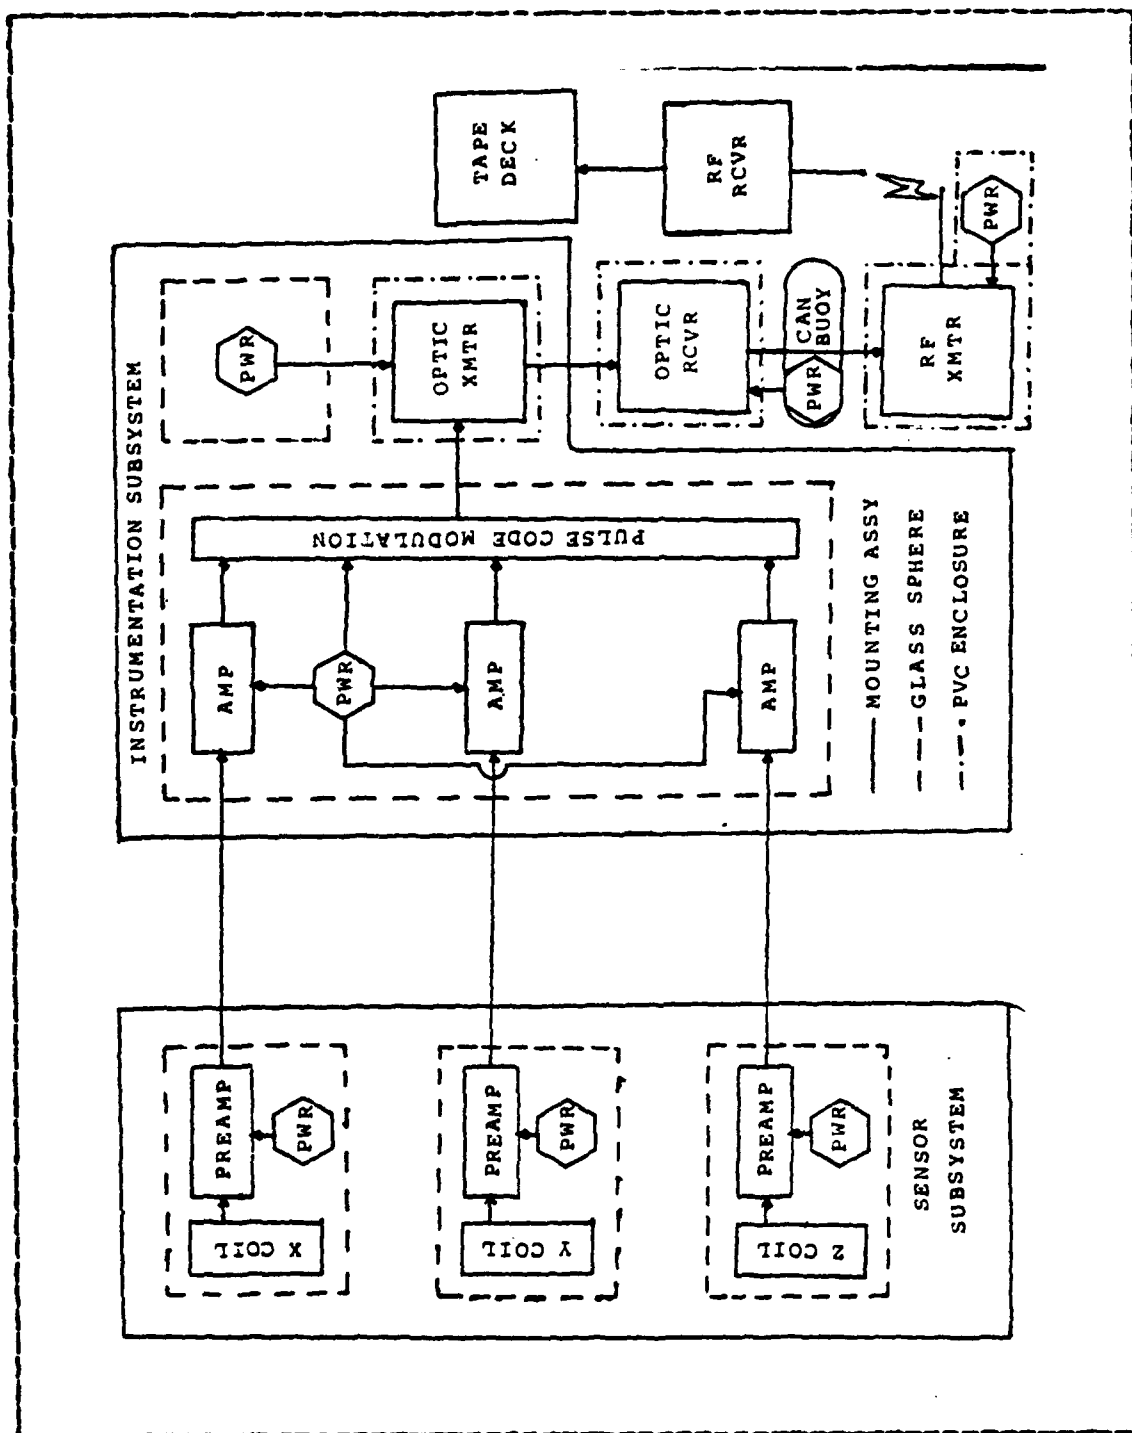 INSTRUMENTATION SUBSYSTEM
PWR
OPTIC
XMTR
OPTIC
RCVR
CAN
BUOY
PWR
RF
XMTR
PWR
RF
RCVR
TAPE
DECK
PULSE CODE MODULATION
AMP
PWR
AMP
AMP
MOUNTING ASSY
GLASS SPHERE
PVC ENCLOSURE
X COIL
PREAMP
PWR
Y COIL
PREAMP
PWR
Z COIL
PREAMP
PWR
SENSOR
SUBSYSTEM